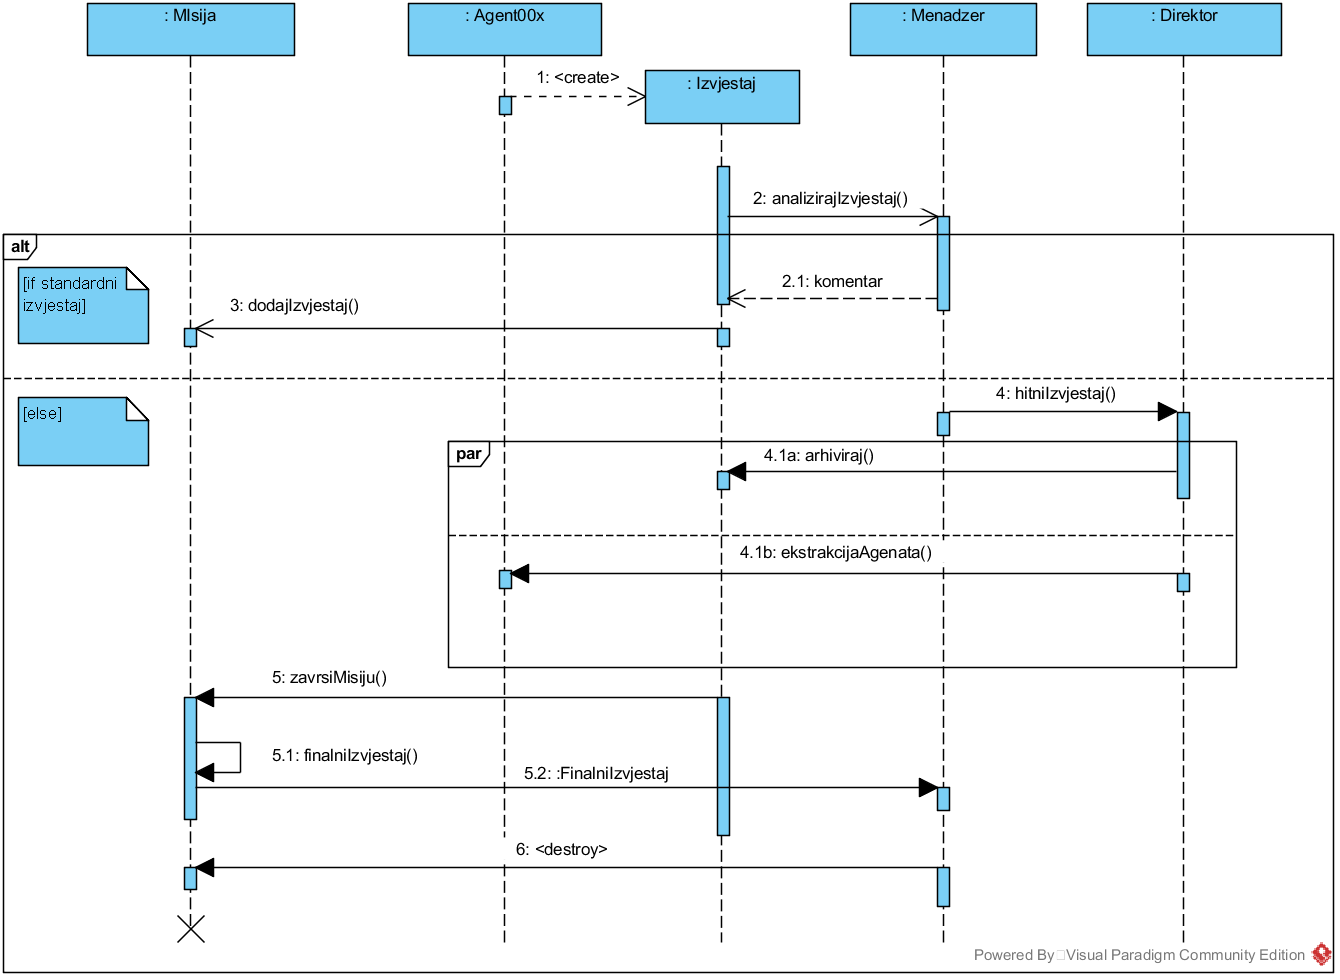 : MIsija
: Agent00x
: Menadzer
: Direktor
1: <create>
: Izvjestaj
2: analizirajIzvjestaj()
alt
[if standardni
izvjestaj]
2.1: komentar
3: dodajIzvjestaj()
4: hitniIzvjestaj()
[else]
par
4.1a: arhiviraj()
4.1b: ekstrakcijaAgenata()
5: zavrsiMisiju()
5.1: finalniIzvjestaj()
5.2: :FinalniIzvjestaj
6: <destroy>
Powered By Visual Paradigm Community Edition